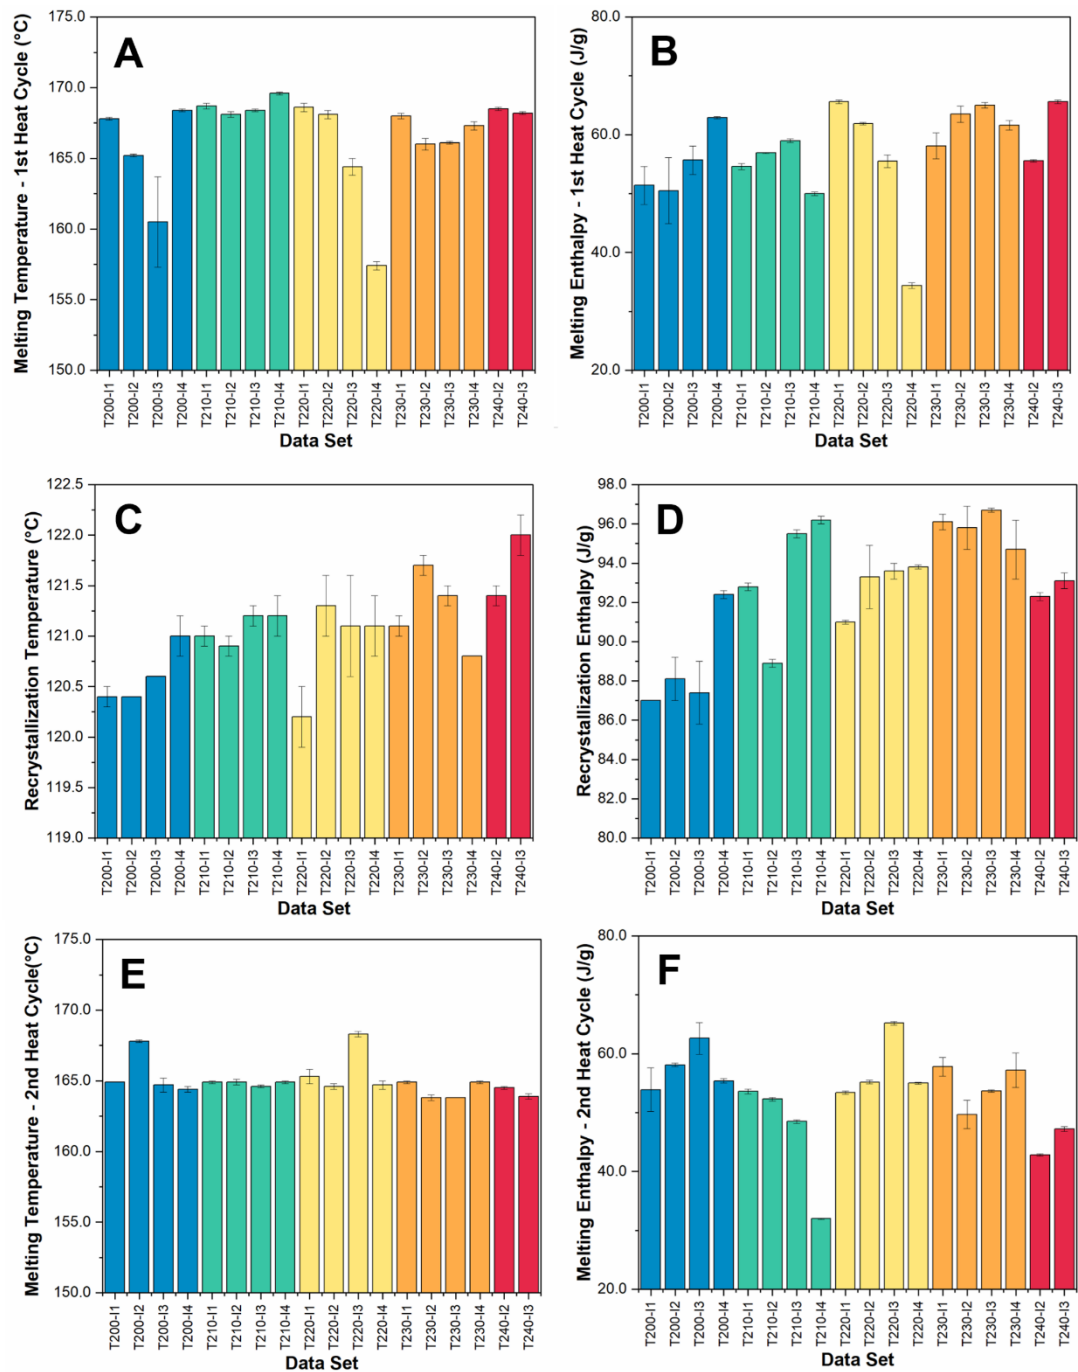 A
Melting Temperature - 1st Heat Cycle (°C)
175.0
170.0
165.0
160.0
155.0
150.0
T200-I1
T200-I2
T200-I3
T200-I4
T210-I1
T210-I2
T210-I3
T210-I4
T220-I1
T220-I2
T220-I3
T220-I4
T230-I1
T230-I2
T230-I3
T230-I4
T240-I2
T240-I3
Data Set
B
Melting Enthalpy - 1st Heat Cycle (J/g)
80.0
60.0
40.0
20.0
T200-I1
T200-I2
T200-I3
T200-I4
T210-I1
T210-I2
T210-I3
T210-I4
T220-I1
T220-I2
T220-I3
T220-I4
T230-I1
T230-I2
T230-I3
T230-I4
T240-I2
T240-I3
Data Set
C
Recrystallization Temperature (°C)
122.5
122.0
121.5
121.0
120.5
120.0
119.5
119.0
T200-I1
T200-I2
T200-I3
T200-I4
T210-I1
T210-I2
T210-I3
T210-I4
T220-I1
T220-I2
T220-I3
T220-I4
T230-I1
T230-I2
T230-I3
T230-I4
T240-I2
T240-I3
Data Set
D
Recrystallization Enthalpy (J/g)
98.0
96.0
94.0
92.0
90.0
88.0
86.0
84.0
82.0
80.0
T200-I1
T200-I2
T200-I3
T200-I4
T210-I1
T210-I2
T210-I3
T210-I4
T220-I1
T220-I2
T220-I3
T220-I4
T230-I1
T230-I2
T230-I3
T230-I4
T240-I2
T240-I3
Data Set
E
Melting Temperature - 2nd Heat Cycle(°C)
175.0
170.0
165.0
160.0
155.0
150.0
T200-I1
T200-I2
T200-I3
T200-I4
T210-I1
T210-I2
T210-I3
T210-I4
T220-I1
T220-I2
T220-I3
T220-I4
T230-I1
T230-I2
T230-I3
T230-I4
T240-I2
T240-I3
Data Set
F
Melting Enthalpy - 2nd Heat Cycle (J/g)
80.0
60.0
40.0
20.0
T200-I1
T200-I2
T200-I3
T200-I4
T210-I1
T210-I2
T210-I3
T210-I4
T220-I1
T220-I2
T220-I3
T220-I4
T230-I1
T230-I2
T230-I3
T230-I4
T240-I2
T240-I3
Data Set